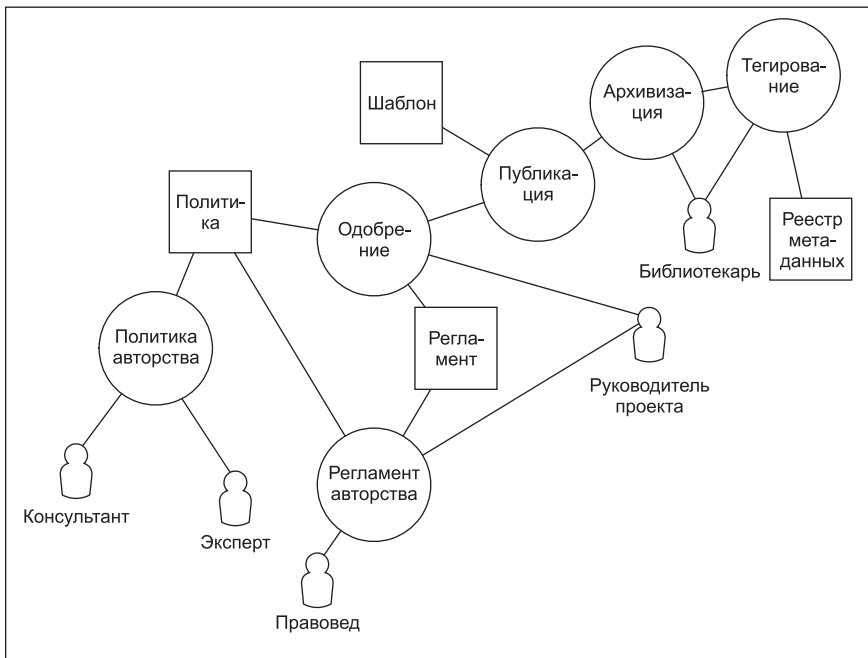 Шаблон
Архивиза-
ция
Тегирова-
ние
Публика-
ция
Полити-
ка
Одобре-
ние
Реестр
мета-
данных
Библиотекарь
Политика
авторства
Регла-
мент
Руководитель
проекта
Регламент
авторства
Консультант
Эксперт
Правовед